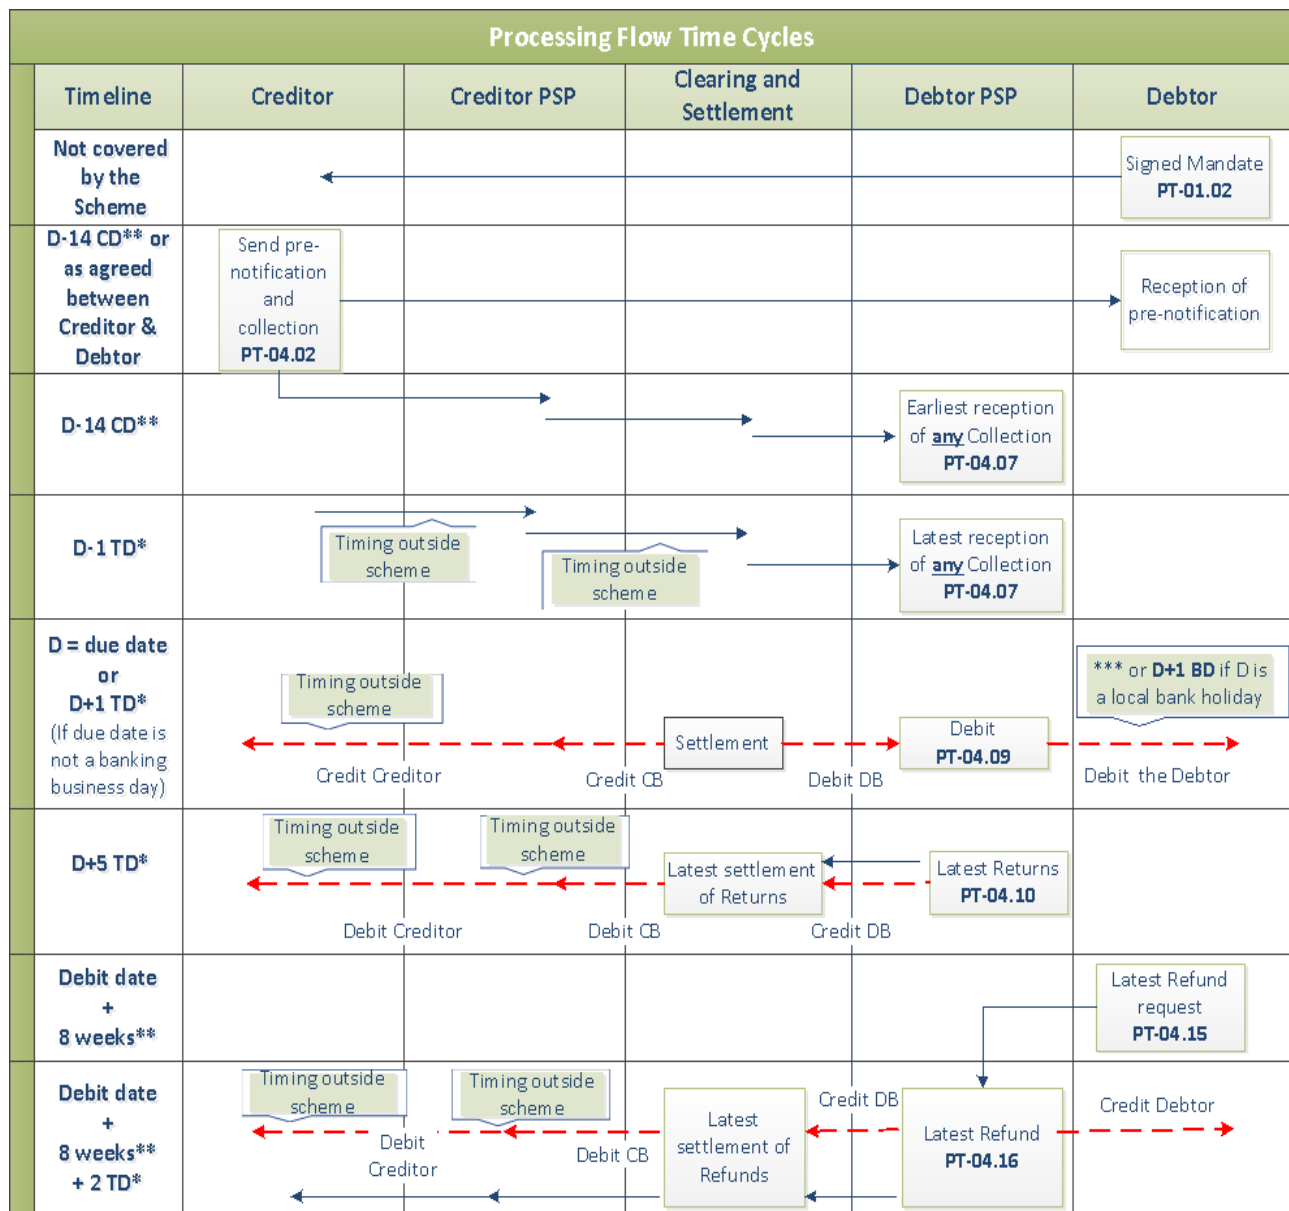 Processing Flow Time Cycles
Timeline
Creditor
Creditor PSP
Clearing and
Settlement
Debtor PSP
Debtor
Not covered
by the
Scheme
Signed Mandate
PT-01.02
D-14 CD** or
as agreed
between
Creditor &
Debtor
Send pre-
notification
and
collection
PT-04.02
Reception of
pre-notification
D-14 CD**
Earliest reception
of any Collection
PT-04.07
D-1 TD*
Timing outside
scheme
Timing outside
scheme
Latest reception
of any Collection
PT-04.07
D = due date
or
D+1 TD*
(If due date is
not a banking
business day)
Timing outside
scheme
Credit Creditor
Credit CB
Settlement
Debit DB
Debit
PT-04.09
*** or D+1 BD if D is
a local bank holiday
Debit the Debtor
D+5 TD*
Timing outside
scheme
Timing outside
scheme
Debit Creditor
Debit CB
Latest settlement
of Returns
Credit DB
Latest Returns
PT-04.10
Debit date
+
8 weeks**
Latest Refund
request
PT-04.15
Debit date
+
8 weeks**
+ 2 TD*
Timing outside
scheme
Timing outside
scheme
Debit
Creditor
Debit CB
Latest
settlement of
Refunds
Credit DB
Latest Refund
PT-04.16
Credit Debtor